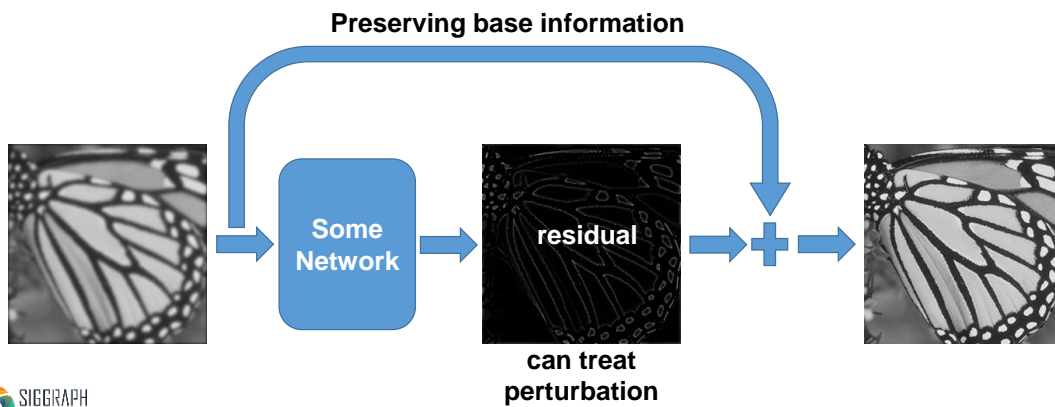 Preserving base information
Some
Network
residual
can treat
perturbation
SIGGRAPH